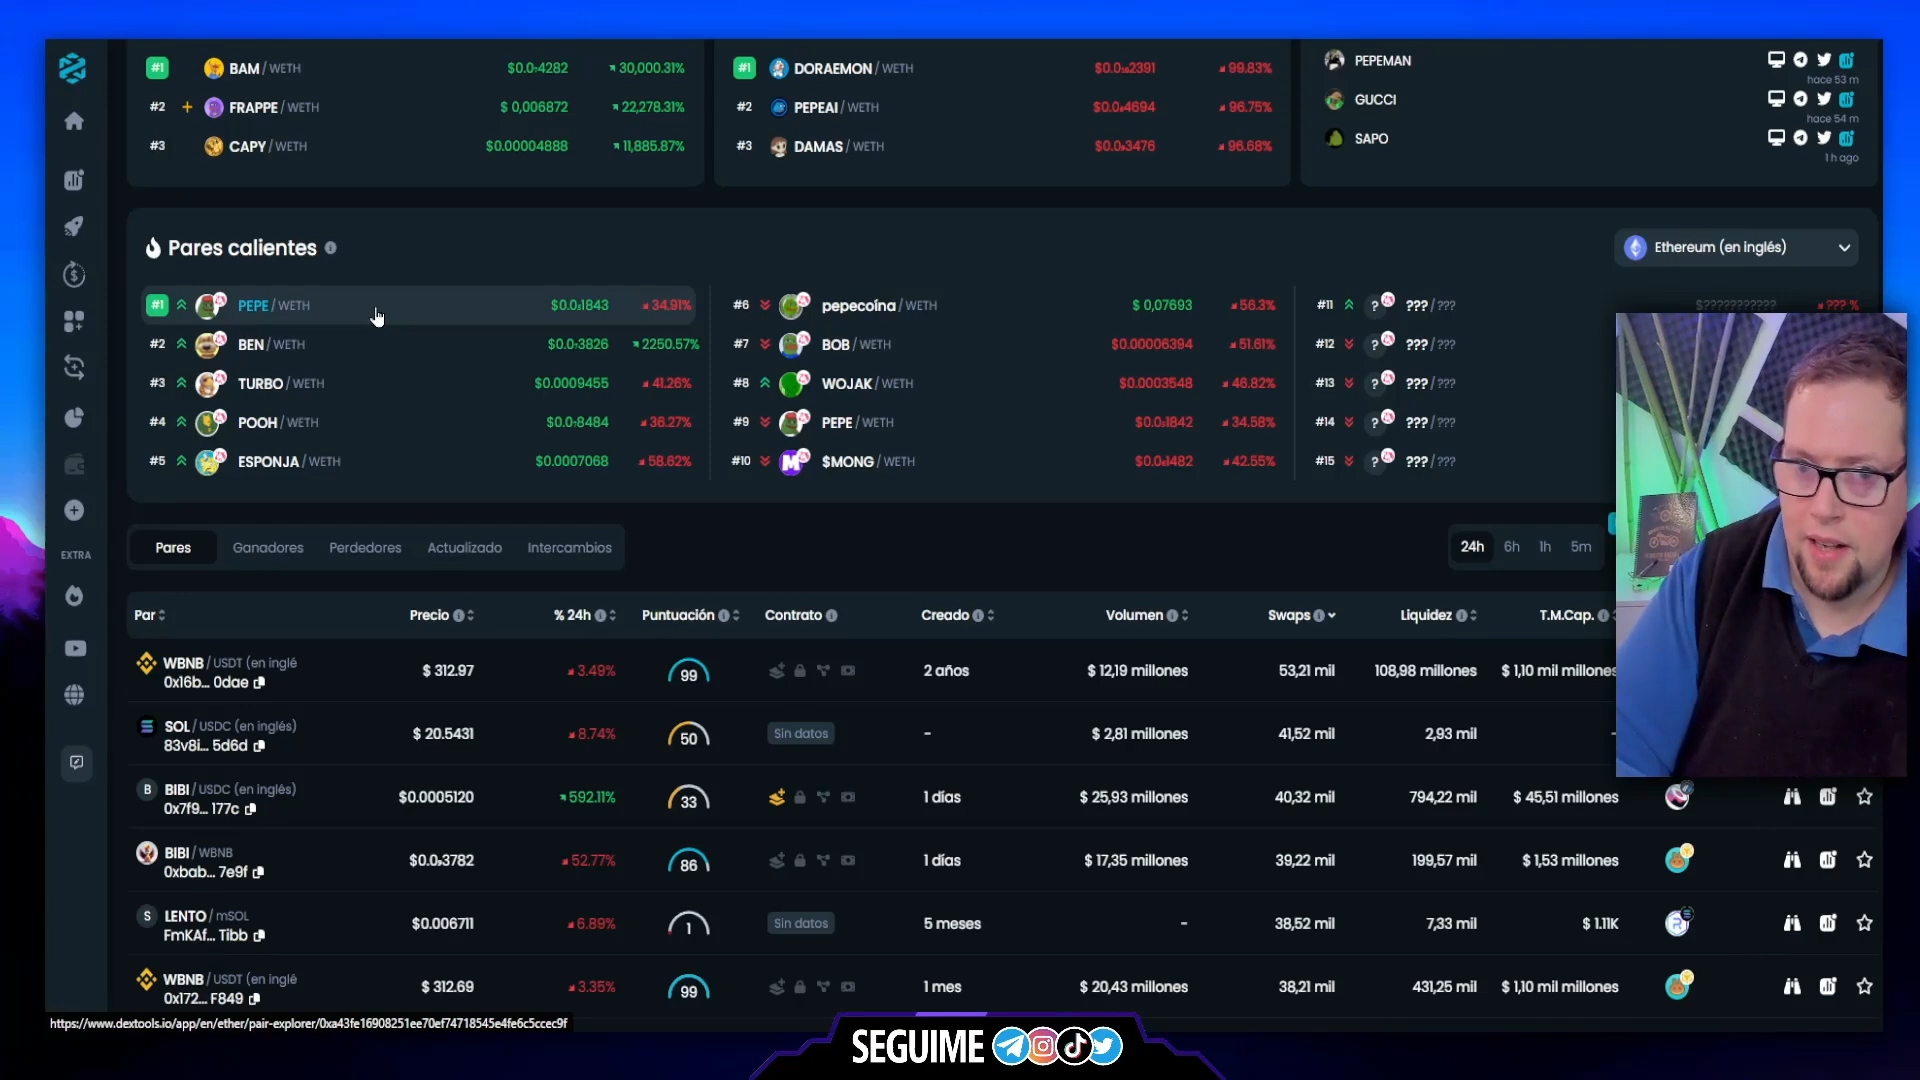 #1 BAM / WETH $0.0₇4282 30,000.31%
#2 FRAPPE / WETH $ 0,006872 22,278.31%
#3 CAPY / WETH $0.00004888 11,885.87%
#1 DORAEMON / WETH 99.83%
#2 PEPEAI / WETH 96.75%
#3 DAMAS / WETH 96.68%
PEPEMAN
hace 53 m
GUCCI
hace 54 m
SAPO
1 h ago
Pares calientes
Ethereum (en inglés)
#1 PEPE / WETH 34.91%
#2 BEN / WETH 2250.57%
#3 TURBO / WETH $0.0009455 41.26%
#4 POOH / WETH 36.27%
#5 ESPONJA / WETH $0.0007068 58.62%
#6 pepecoína / WETH $ 0,07693 56.3%
#7 BOB / WETH $0.00006394 51.61%
#8 WOJAK / WETH $0.0003548 46.82%
#9 PEPE / WETH 34.58%
#10 $MONG / WETH 42.55%
#11 ? ??? / ??? $??????????? ??? %
#12 ? ??? / ???
#13 ? ??? / ???
#14 ? ??? / ???
#15 ? ??? / ???
EXTRA
Pares Ganadores Perdedores Actualizado Intercambios
24h 6h 1h 5m
Par Precio % 24h Puntuación Contrato Creado Volumen Swaps Liquidez T.M.Cap.
WBNB / USDT (en inglé
0x16b... 0dae
$ 312.97 3.49% 99 2 años $ 12,19 millones 53,21 mil 108,98 millones $ 1,10 mil millones
SOL / USDC (en inglés)
83v8i... 5d6d
$ 20.5431 8.74% 50 Sin datos - $ 2,81 millones 41,52 mil 2,93 mil -
B BIBI / USDC (en inglés)
0x7f9... 177c
$0.0005120 592.11% 33 1 días $ 25,93 millones 40,32 mil 794,22 mil $ 45,51 millones
BIBI / WBNB
0xbab... 7e9f
52.77% 86 1 días $ 17,35 millones 39,22 mil 199,57 mil $ 1,53 millones
S LENTO / mSOL
FmKAf... Tibb
$0.006711 6.89% 1 Sin datos 5 meses - 38,52 mil 7,33 mil $ 1.11K
WBNB / USDT (en inglé
0x172... F849
$ 312.69 3.35% 99 1 mes $ 20,43 millones 38,21 mil 431,25 mil $ 1,10 mil millones
https://www.dextools.io/app/en/ether/pair-explorer/0xa43fe16908251ee70ef74718545e4fe6c5ccec9f
SEGUIME